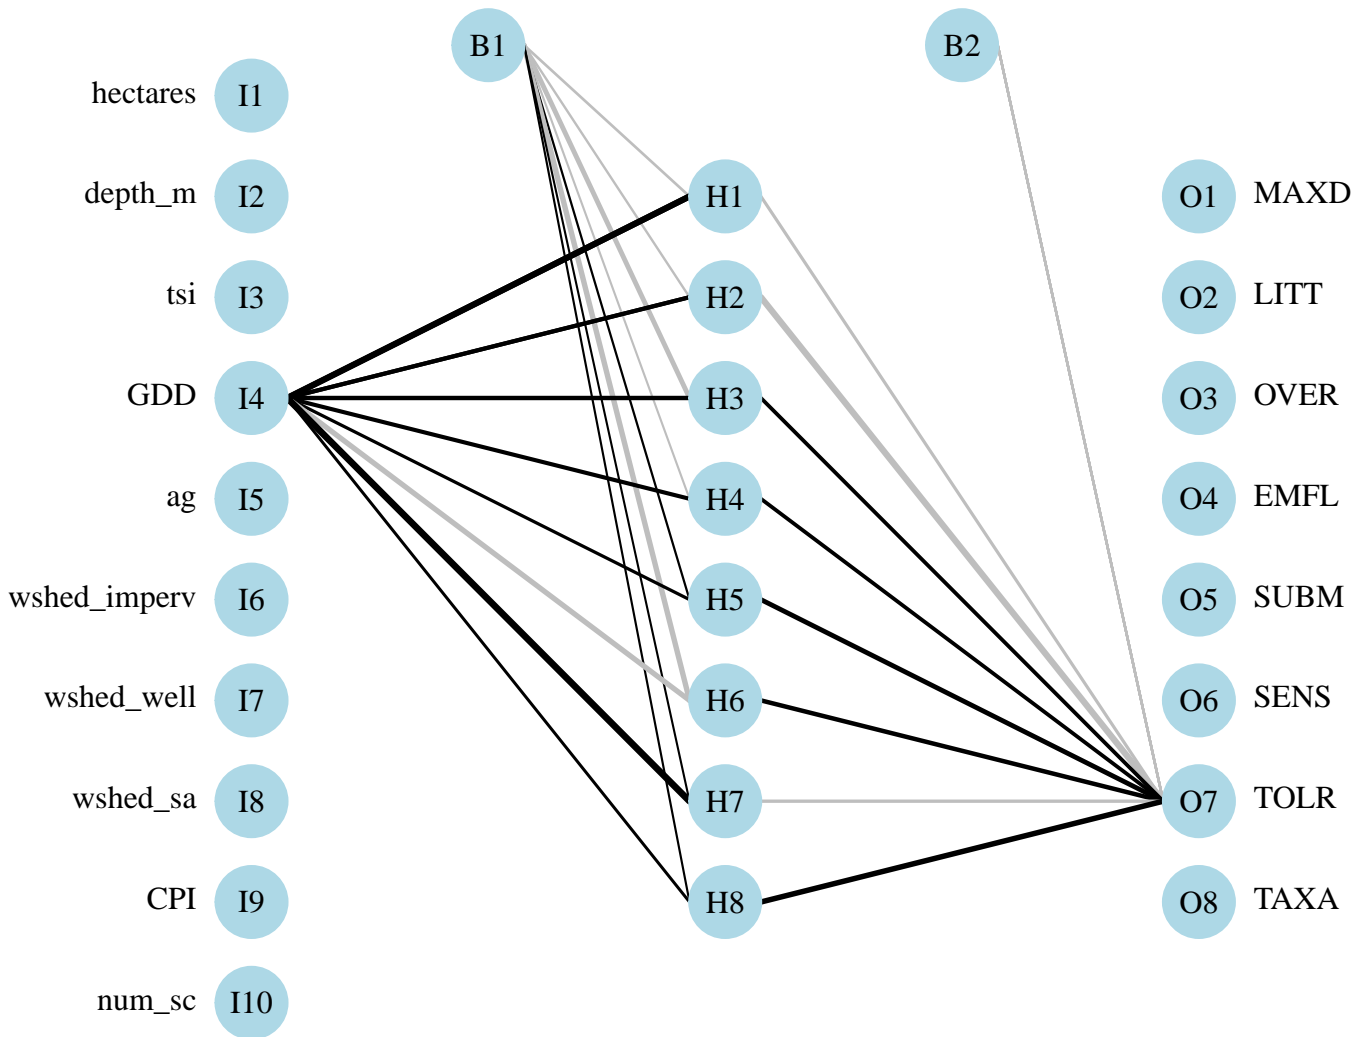 B1 B2
hectares I1
depth_m I2 H1 O1 MAXD
tsi I3 H2 O2 LITT
GDD I4 H3 O3 OVER
ag I5 H4 O4 EMFL
wshed_imperv I6 H5 O5 SUBM
wshed_well I7 H6 O6 SENS
wshed_sa I8 H7 O7 TOLR
CPI I9 H8 O8 TAXA
num_sc I10